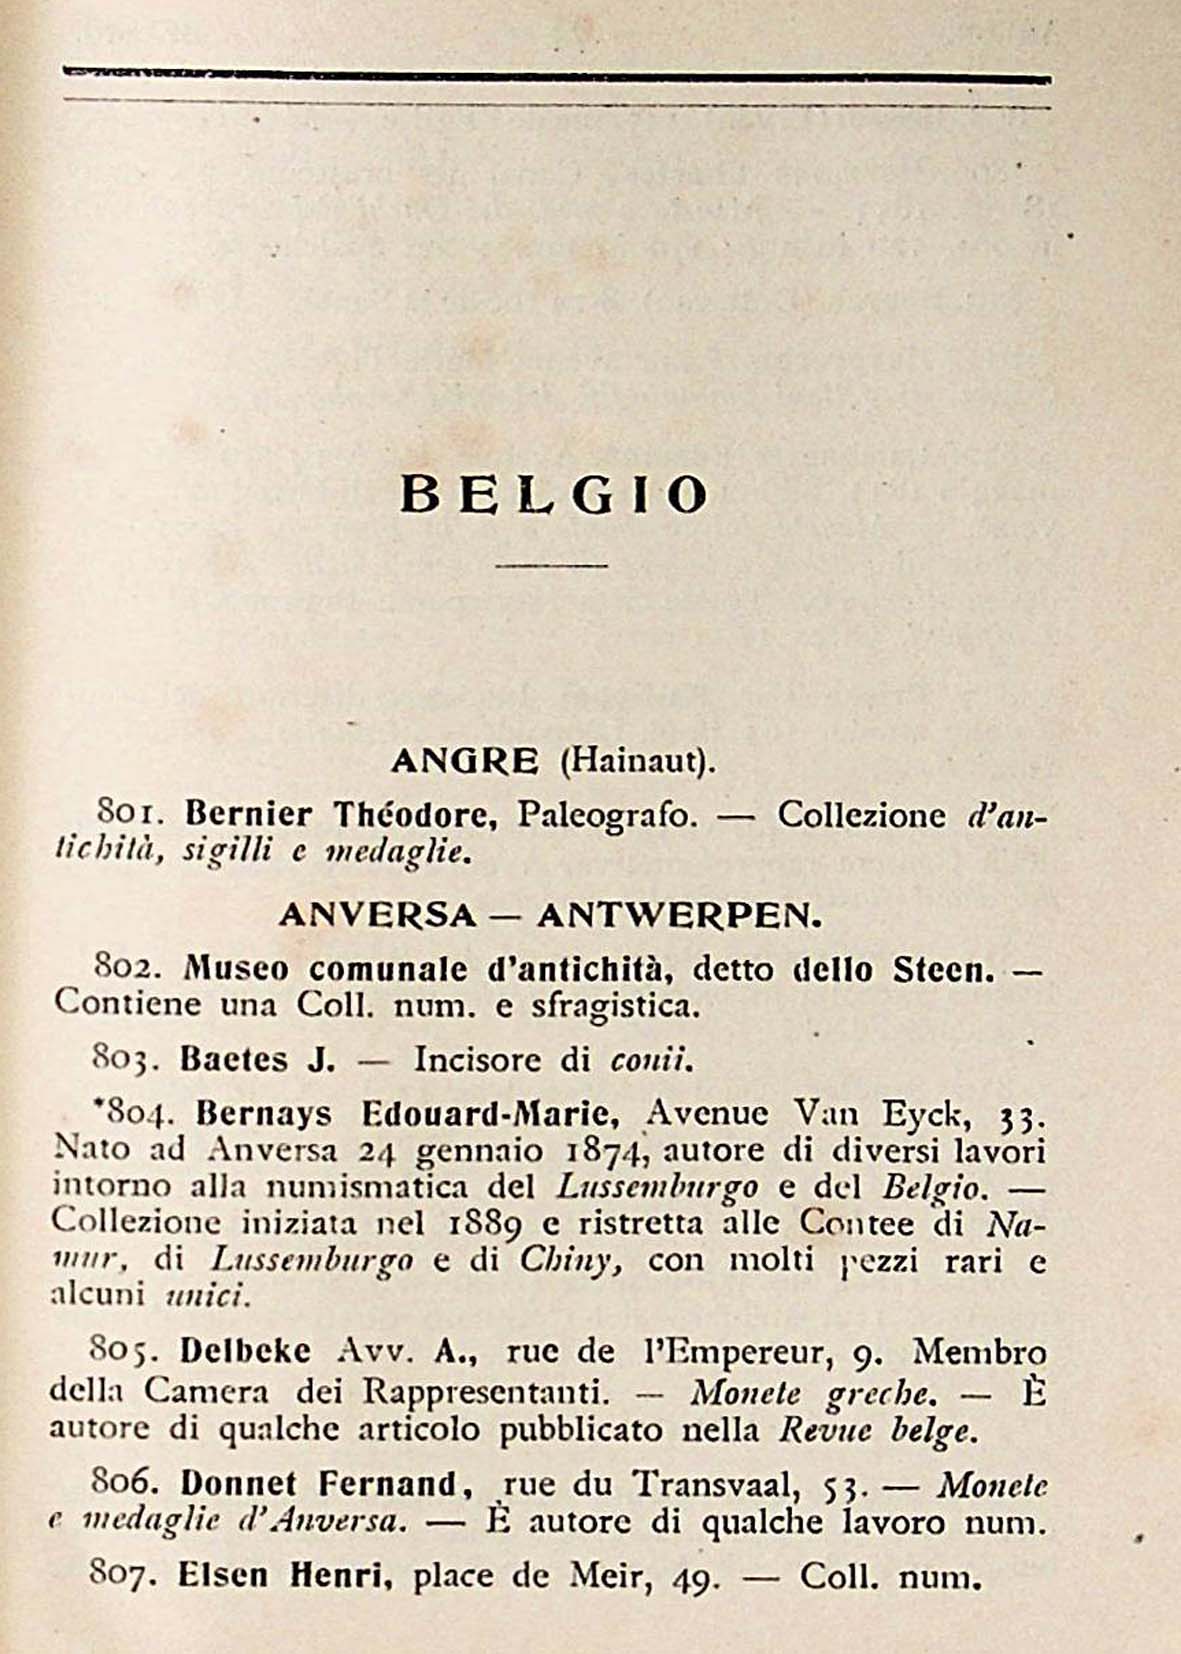 BELGIO
ANGRE (Hainaut).
801. Bernier Théodore, Paleografo. — Collezione d'an-
tichità, sigilli e medaglie.
ANVERSA — ANTWERPEN.
802. Museo comunale d'antichità, detto dello Steen. —
Contiene una Coll. num. e sfragistica.
803. Baetes J. — Incisore di conii.
*804. Bernays Edouard-Marie, Avenue Van Eyck, 33.
Nato ad Anversa 24 gennaio 1874, autore di diversi lavori
intorno alla numismatica del Lussemburgo e del Belgio. —
Collezione iniziata nel 1889 e ristretta alle Contee di Na-
mur, di Lussemburgo e di Chiny, con molti pezzi rari e
alcuni unici.
805. Delbeke Avv. A., rue de l'Empereur, 9. Membro
della Camera dei Rappresentanti. — Monete greche. — È
autore di qualche articolo pubblicato nella Revue belge.
806. Donnet Fernand, rue du Transvaal, 53. — Monete
e medaglie d'Anversa. — È autore di qualche lavoro num.
807. Elsen Henri, place de Meir, 49. — Coll. num.